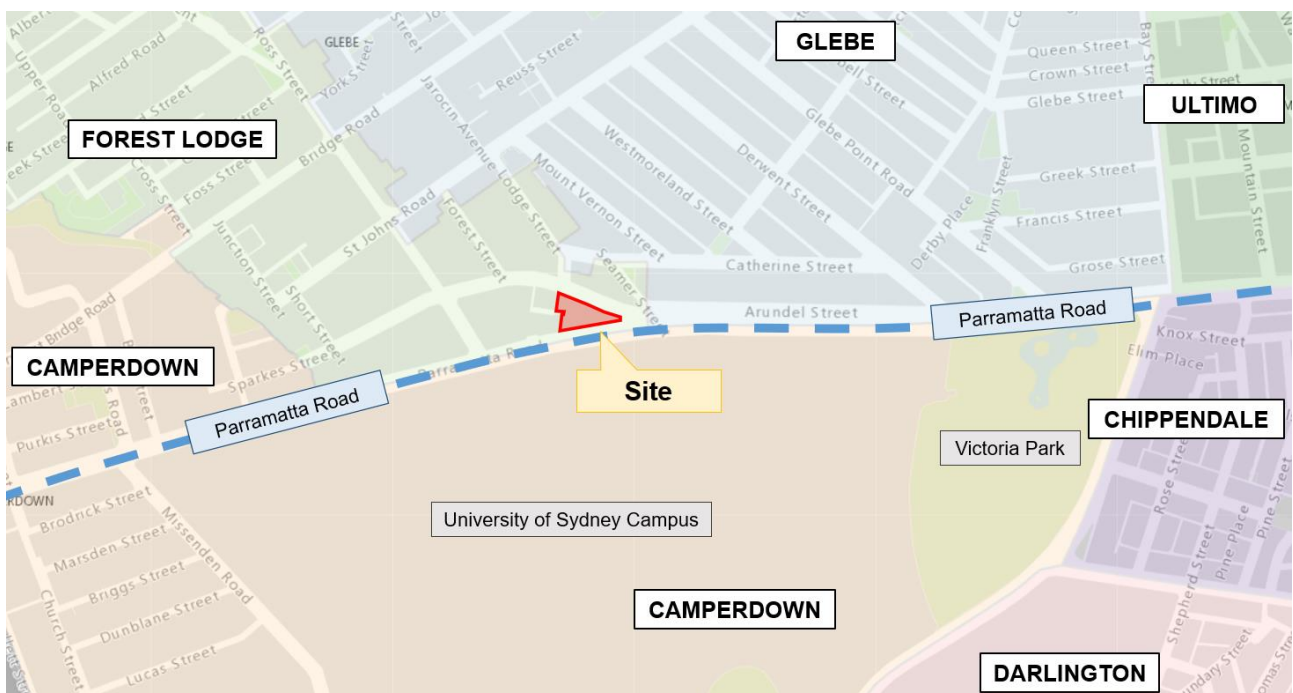 GLEBE
ULTIMO
FOREST LODGE
CAMPERDOWN
CHIPPENDALE
CAMPERDOWN
DARLINGTON
Parramatta Road
Parramatta Road
Site
Victoria Park
University of Sydney Campus
Alfred Road
Upper Road
Ross Street
GLEBE
York Street
Reuss Street
Bridge Road
Jarocin Avenue
Lodge Street
Foss Street
Cross Street
Junction Street
St Johns Road
Forest Street
Short Street
Mount Vernon Street
Westmoreland Street
Derwent Street
Glebe Point Road
Seamer Street
Catherine Street
Arundel Street
Derby Place
Franklyn Street
Queen Street
Crown Street
Glebe Street
Greek Street
Francis Street
Grose Street
Bay Street
Mountain Street
Knox Street
Elim Place
Rose Street
Pine Place
Pine Street
Shepherd Street
Bridge Road
Sparkes Street
Lambert
Purkis Street
Brodrick Street
Marsden Street
Briggs Street
Dunblane Street
Lucas Street
Church Street
Missenden Road